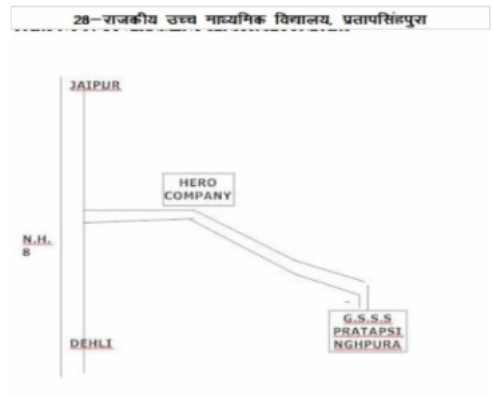 28–राजकीय उच्च माध्यमिक विद्यालय, प्रतापसिंहपुरा
JAIPUR
HERO
COMPANY
N.H.
8
G.S.S.S
PRATAPSI
NGHPURA
DEHLI